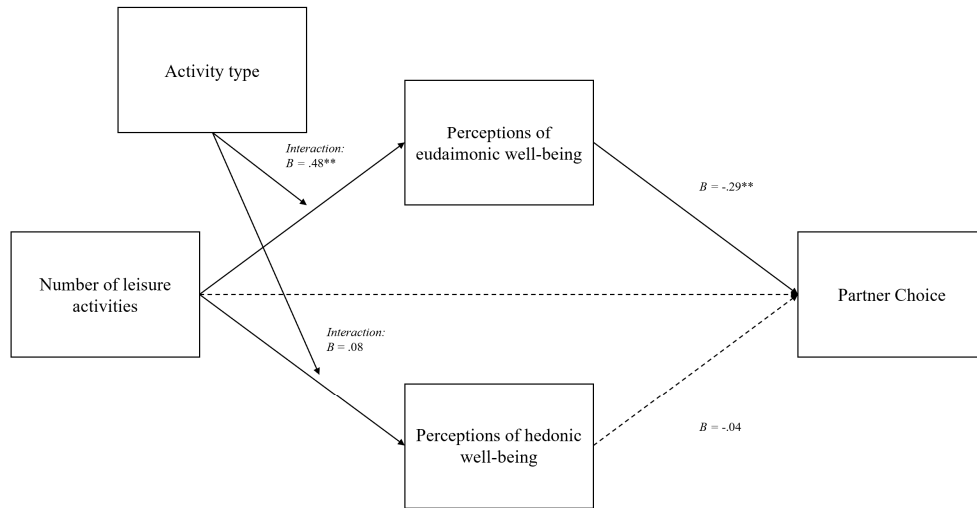 Activity type
Perceptions of
eudaimonic well-being
Interaction:
B = .48**
B = -.29**
Number of leisure
activities
Partner Choice
Interaction:
B = .08
Perceptions of hedonic
well-being
B = -.04